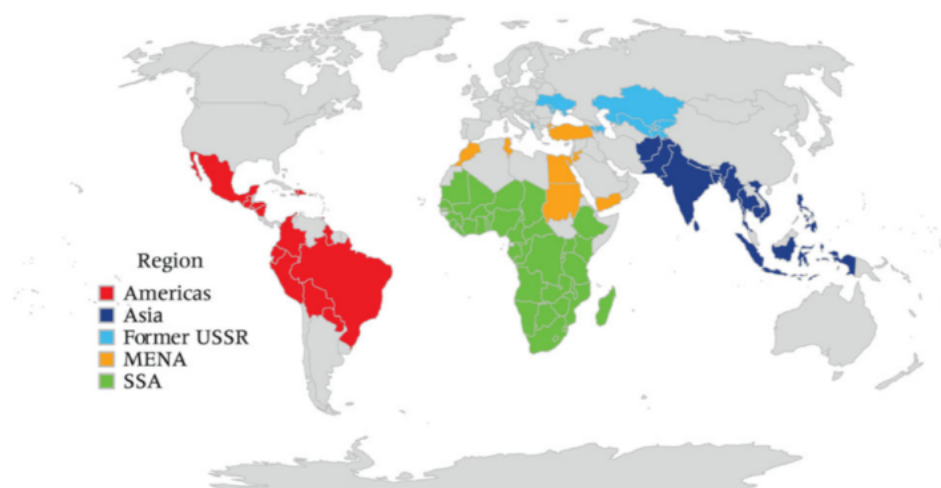 Region
Americas
Asia
Former USSR
MENA
SSA